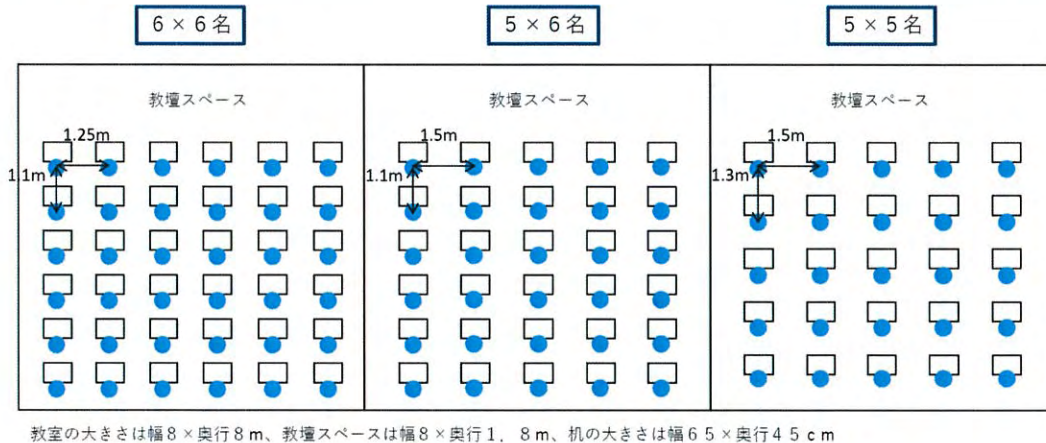 6×6名
5×6名
5×5名
教壇スペース
教壇スペース
教壇スペース
1.25m
1.5m
1.5m
1.1m
1.1m
1.3m
教室の大きさは幅8×奥行8m、教壇スペースは幅8×奥行1．8m、机の大きさは幅65×奥行45cm